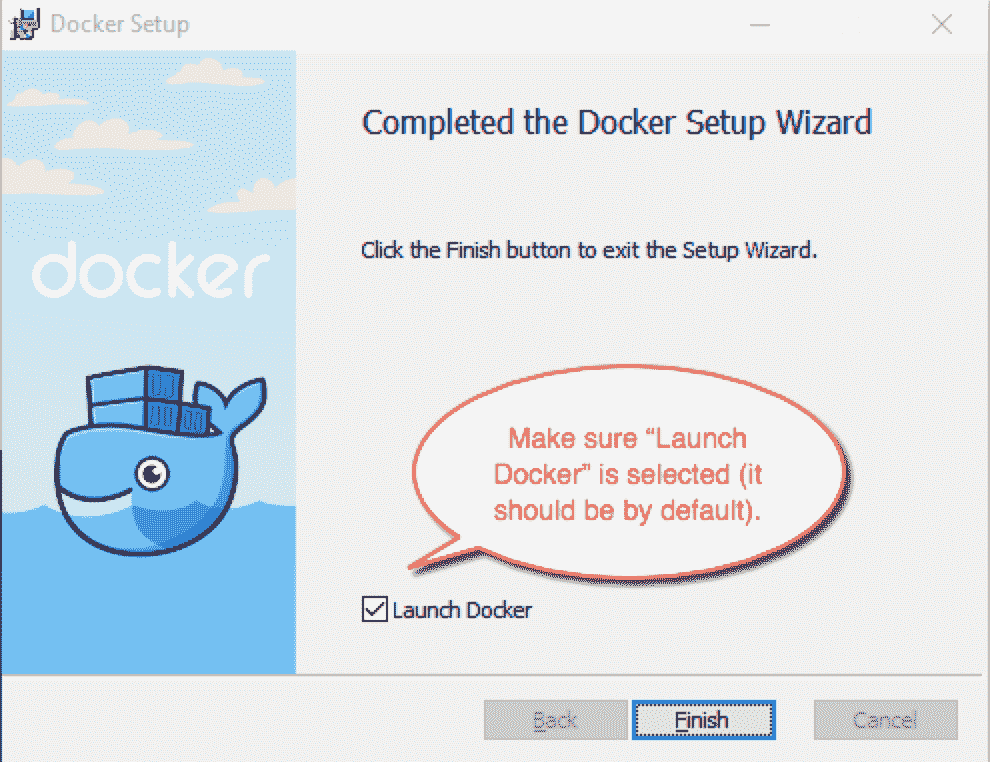 Docker Setup
Completed the Docker Setup Wizard
Click the Finish button to exit the Setup Wizard.
docker
Make sure “Launch
Docker” is selected (it
should be by default).
Launch Docker
Back
Finish
Cancel